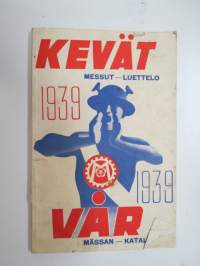 KEVÄT
MESSUT — LUETTELO
1939
1939
VÅR
MÄSSAN — KATAL